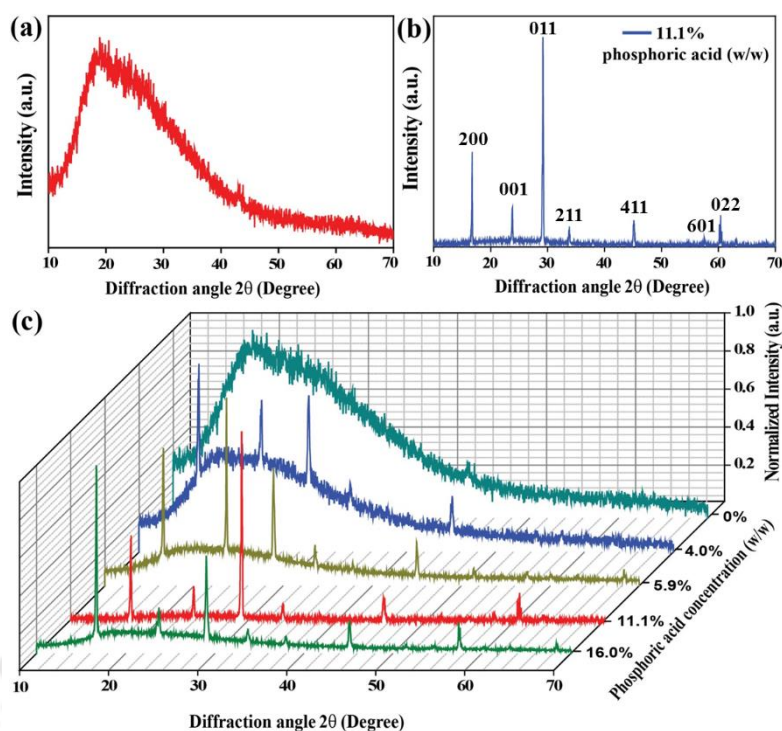 (a)
Intensity (a.u.)
10 20 30 40 50 60 70
Diffraction angle 2θ (Degree)
(b)
Intensity (a.u.)
11.1%
phosphoric acid (w/w)
200
001
011
211
411
601
022
10 20 30 40 50 60 70
Diffraction angle 2θ (Degree)
(c)
1.0
0.8
0.6
0.4
0.2
Normalized Intensity (a.u.)
0%
4.0%
5.9%
11.1%
16.0%
Phosphoric acid concentration (w/w)
10 20 30 40 50 60 70
Diffraction angle 2θ (Degree)